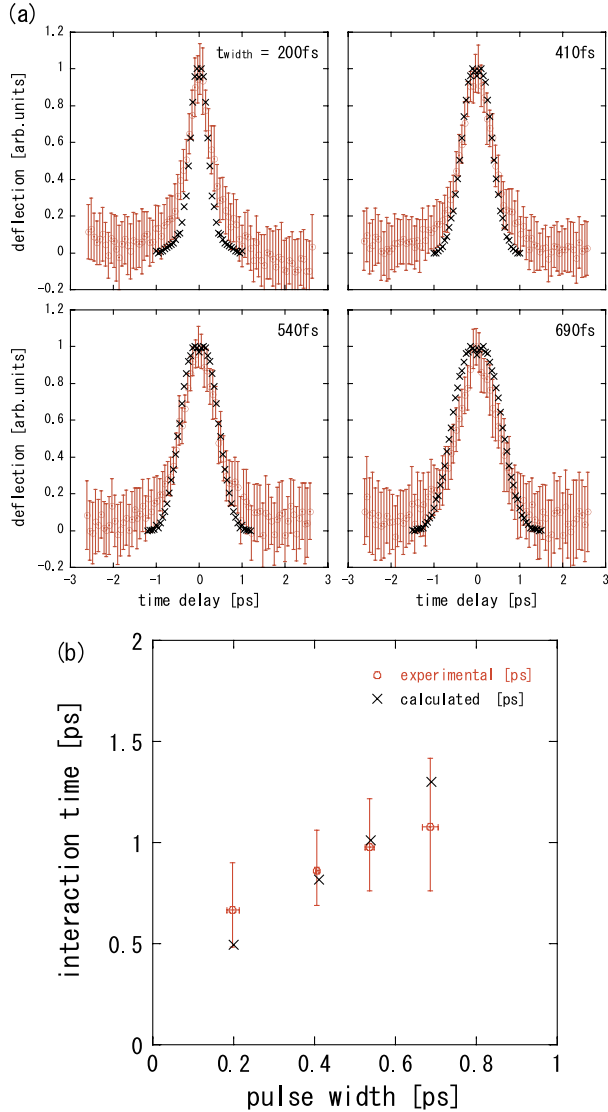 (a)
t_width = 200fs
410fs
deflection [arb.units]
1.2
1
0.8
0.6
0.4
0.2
0
-0.2
540fs
690fs
deflection [arb.units]
1.2
1
0.8
0.6
0.4
0.2
0
-0.2
-3 -2 -1 0 1 2 3
-3 -2 -1 0 1 2 3
time delay [ps]
time delay [ps]
(b)
experimental [ps]
calculated [ps]
interaction time [ps]
2
1.5
1
0.5
0
0 0.2 0.4 0.6 0.8 1
pulse width [ps]